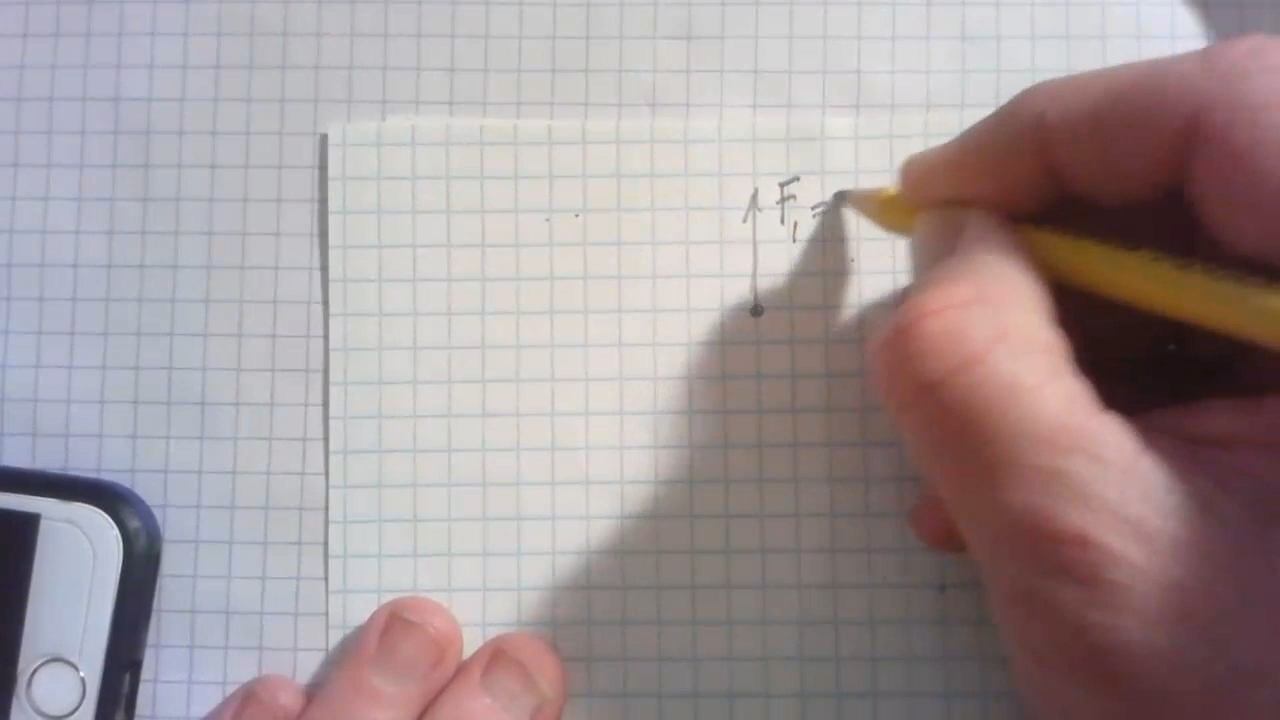 F₁ =